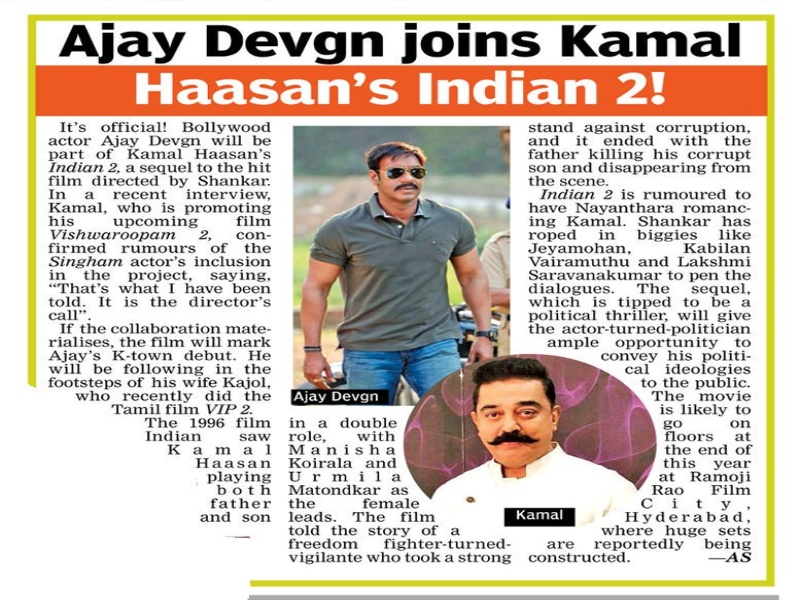 Ajay Devgn joins Kamal
Haasan's Indian 2!
It's official! Bollywood
actor Ajay Devgn will be
part of Kamal Haasan's
Indian 2, a sequel to the hit
film directed by Shankar.
In a recent interview,
Kamal, who is promoting
his upcoming film
Vishwaroopam 2, con-
firmed rumours of the
Singham actor's inclusion
in the project, saying,
"That's what I have been
told. It is the director's
call".
If the collaboration mate-
rialises, the film will mark
Ajay's K-town debut. He
will be following in the
footsteps of his wife Kajol,
who recently did the
Tamil film VIP 2.
The 1996 film
Indian saw
Kamal
Haasan
playing
both
father
and son
Ajay Devgn
in a double
role, with
Manisha
Koirala and
Urmila
Matondkar as
the female
leads. The film
told the story of a
freedom fighter-turned-
vigilante who took a strong
Kamal
stand against corruption,
and it ended with the
father killing his corrupt
son and disappearing from
the scene.
Indian 2 is rumoured to
have Nayanthara romanc-
ing Kamal. Shankar has
roped in biggies like
Jeyamohan, Kabilan
Vairamuthu and Lakshmi
Saravanakumar to pen the
dialogues. The sequel,
which is tipped to be a
political thriller, will give
the actor-turned-politician
ample opportunity to
convey his politi-
cal ideologies
to the public.
The movie
is likely to
go on
floors at
the end of
this year
at Ramoji
Rao Film
City,
Hyderabad,
where huge sets
are reportedly being
constructed. —AS